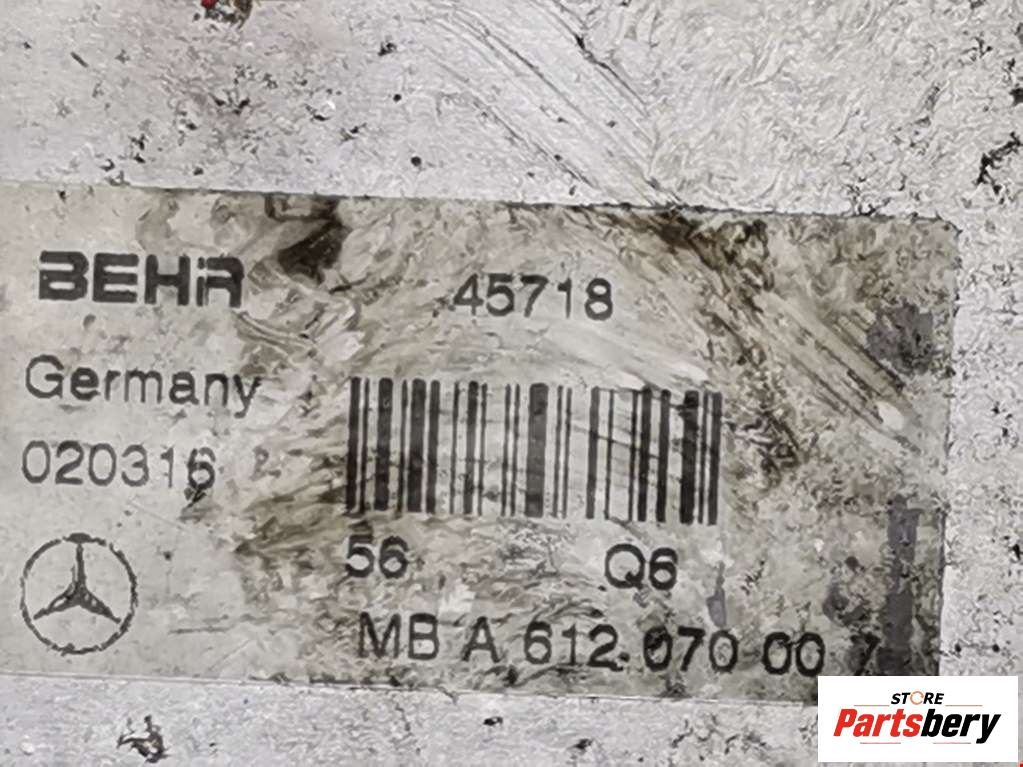 BEHR 45718
Germany
020316
56 Q6
MB A 612 070 00
STORE
Partsbery